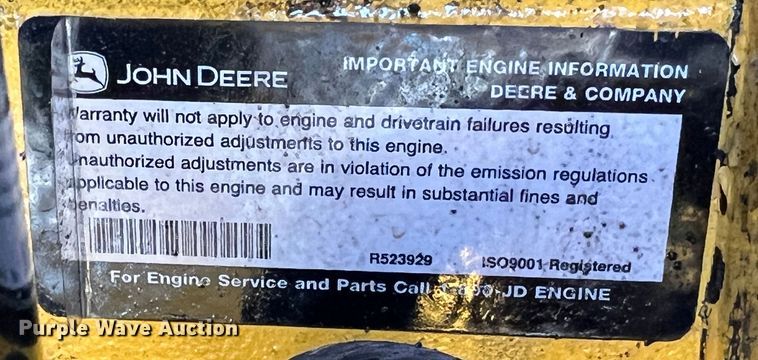 JOHN DEERE
IMPORTANT ENGINE INFORMATION
DEERE & COMPANY
Warranty will not apply to engine and drivetrain failures resulting
from unauthorized adjustments to this engine.
Unauthorized adjustments are in violation of the emission regulations
applicable to this engine and may result in substantial fines and
penalties.
R523929 ISO9001 Registered
For Engine Service and Parts Call 1-800-JD ENGINE
Purple Wave Auction